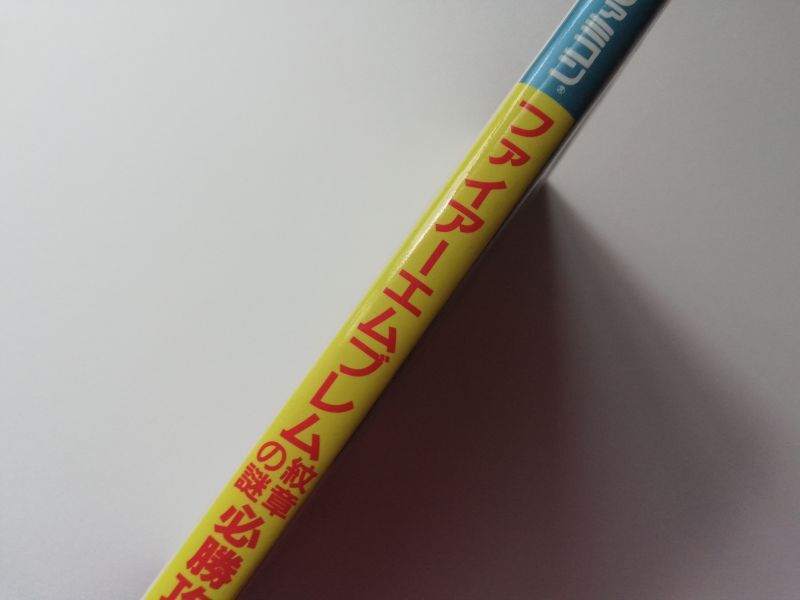 ファイアーエムブレム
紋章
の謎
必勝